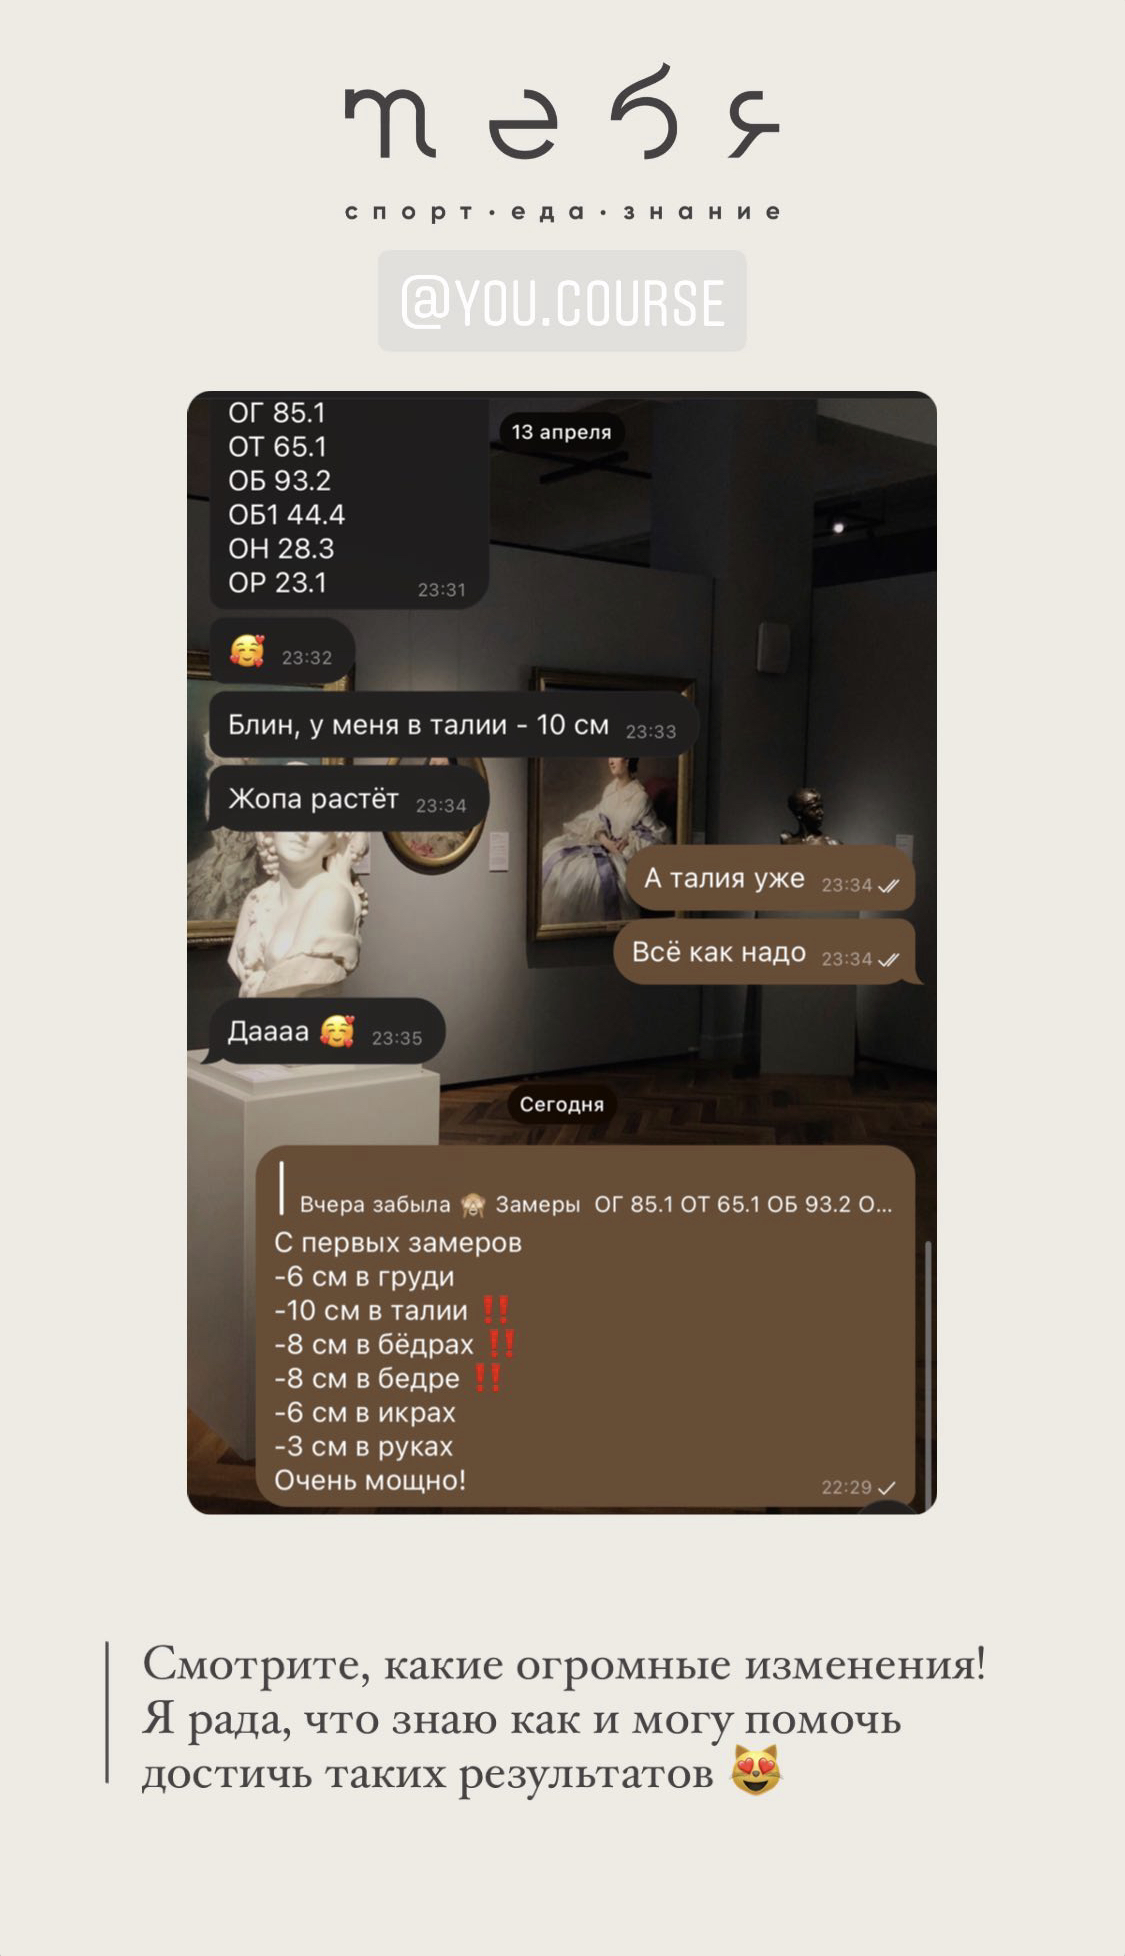 тебя
спорт·еда·знание
@YOU.COURSE
13 апреля
ОГ 85.1
ОТ 65.1
ОБ 93.2
ОБ1 44.4
ОН 28.3
ОР 23.1
23:31
🥰 23:32
Блин, у меня в талии - 10 см 23:33
Жопа растёт 23:34
А талия уже 23:34
Всё как надо 23:34
Даааа 🥰 23:35
Сегодня
Вчера забыла 🙈 Замеры ОГ 85.1 ОТ 65.1 ОБ 93.2 О...
С первых замеров
-6 см в груди
-10 см в талии ‼️
-8 см в бёдрах ‼️
-8 см в бедре ‼️
-6 см в икрах
-3 см в руках
Очень мощно!
22:29
Смотрите, какие огромные изменения!
Я рада, что знаю как и могу помочь
достичь таких результатов 😻